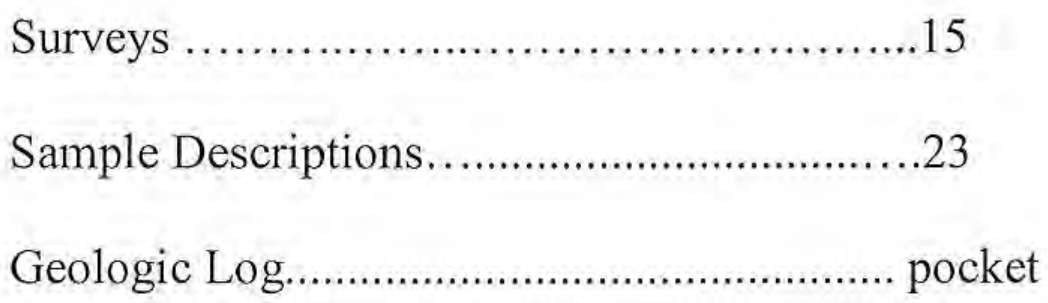 Surveys ................................................15
Sample Descriptions......................................23
Geologic Log............................................. pocket